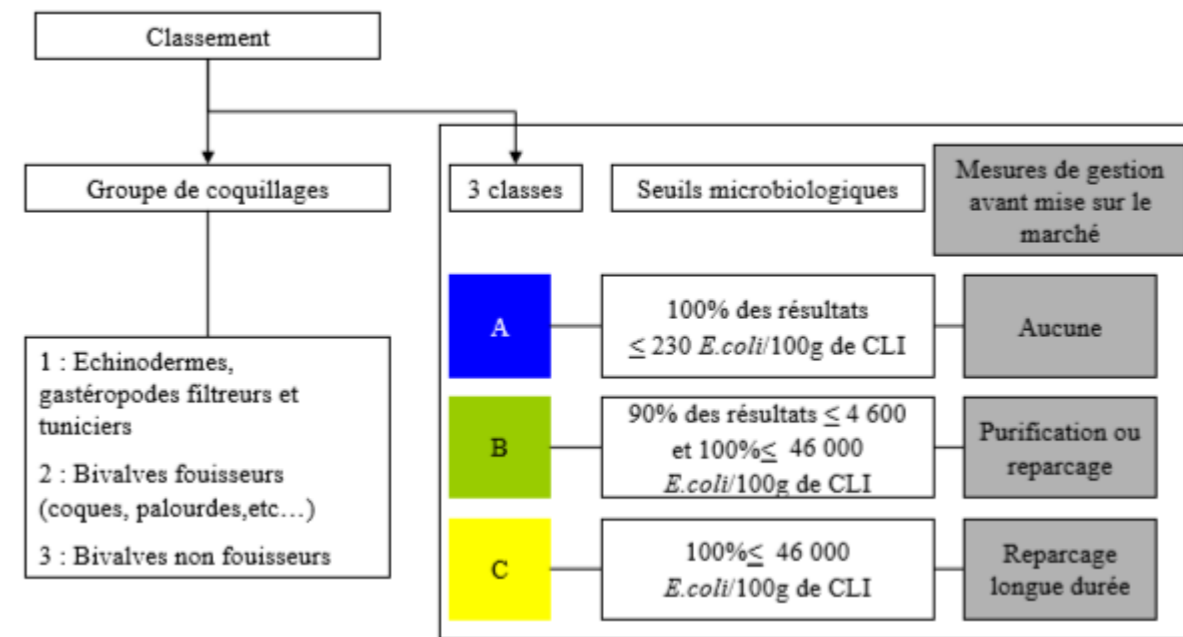 Classement
Groupe de coquillages
1 : Echinodermes,
gastéropodes filtreurs et
tuniciers
2 : Bivalves fouisseurs
(coques, palourdes,etc…)
3 : Bivalves non fouisseurs
3 classes
Seuils microbiologiques
Mesures de gestion
avant mise sur le
marché
A
100% des résultats
≤ 230 E.coli/100g de CLI
Aucune
B
90% des résultats ≤ 4 600
et 100%≤ 46 000
E.coli/100g de CLI
Purification ou
reparcage
C
100%≤ 46 000
E.coli/100g de CLI
Reparcage
longue durée